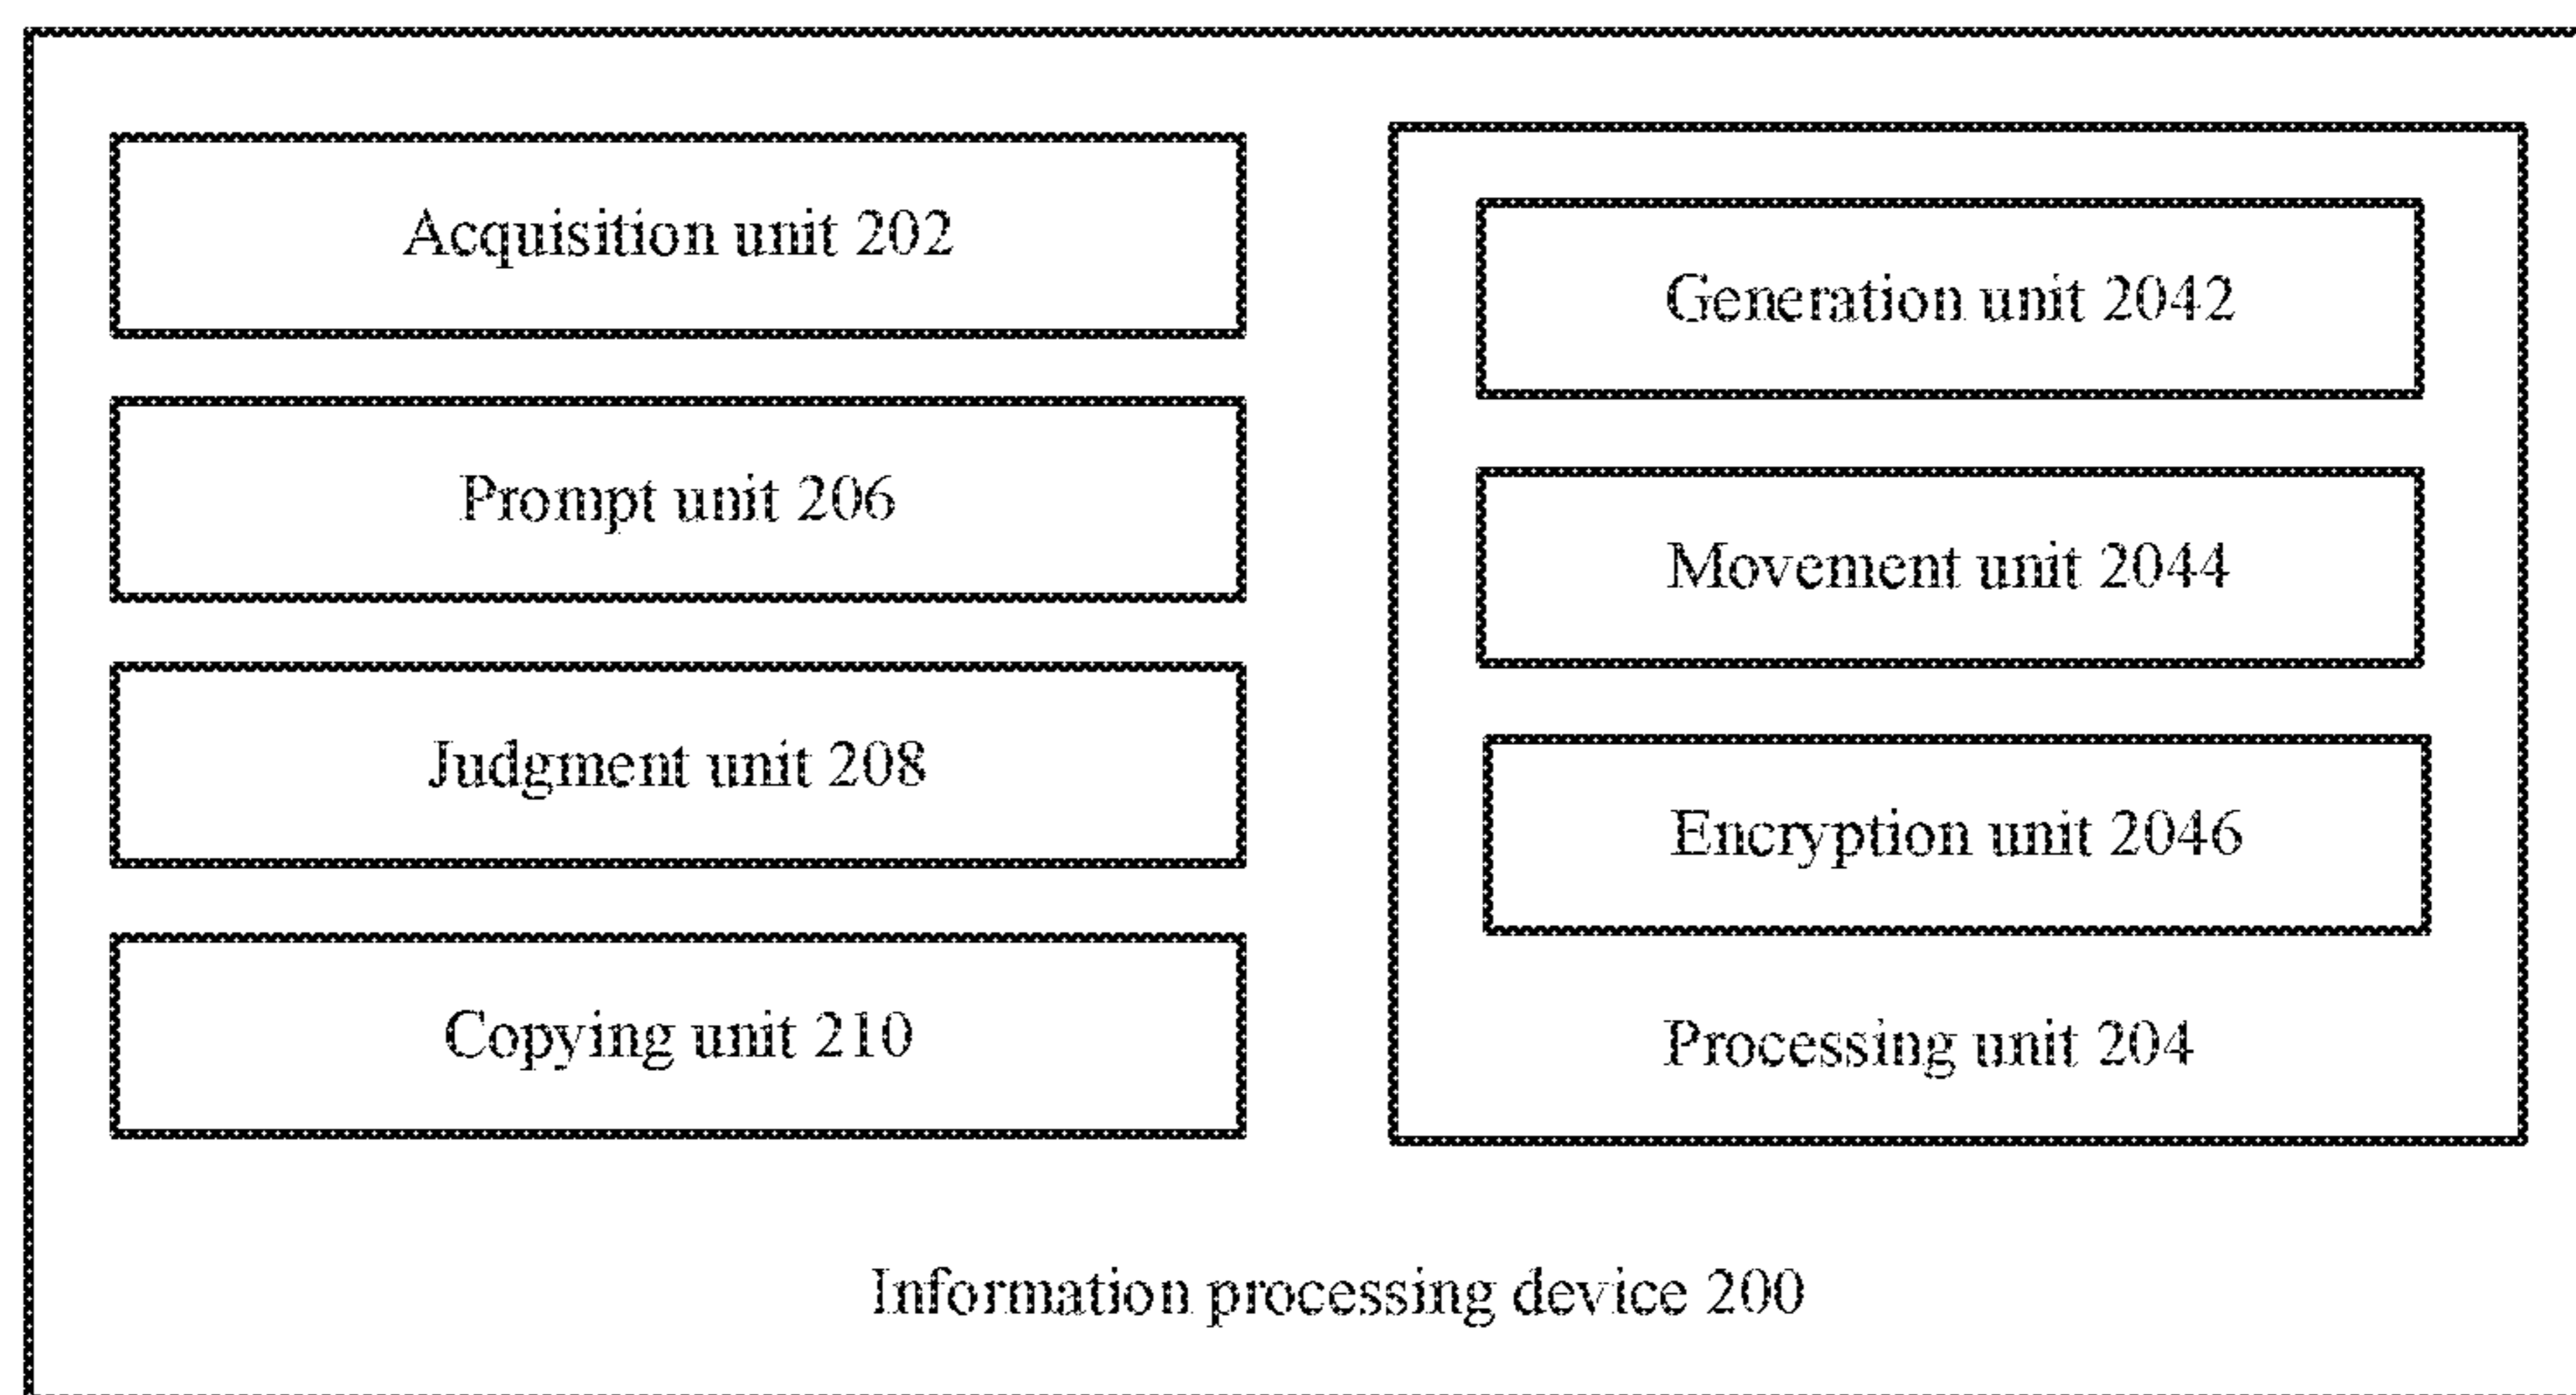 Acquisition unit 202
Prompt unit 206
Judgment unit 208
Copying unit 210
Generation unit 2042
Movement unit 2044
Encryption unit 2046
Processing unit 204
Information processing device 200